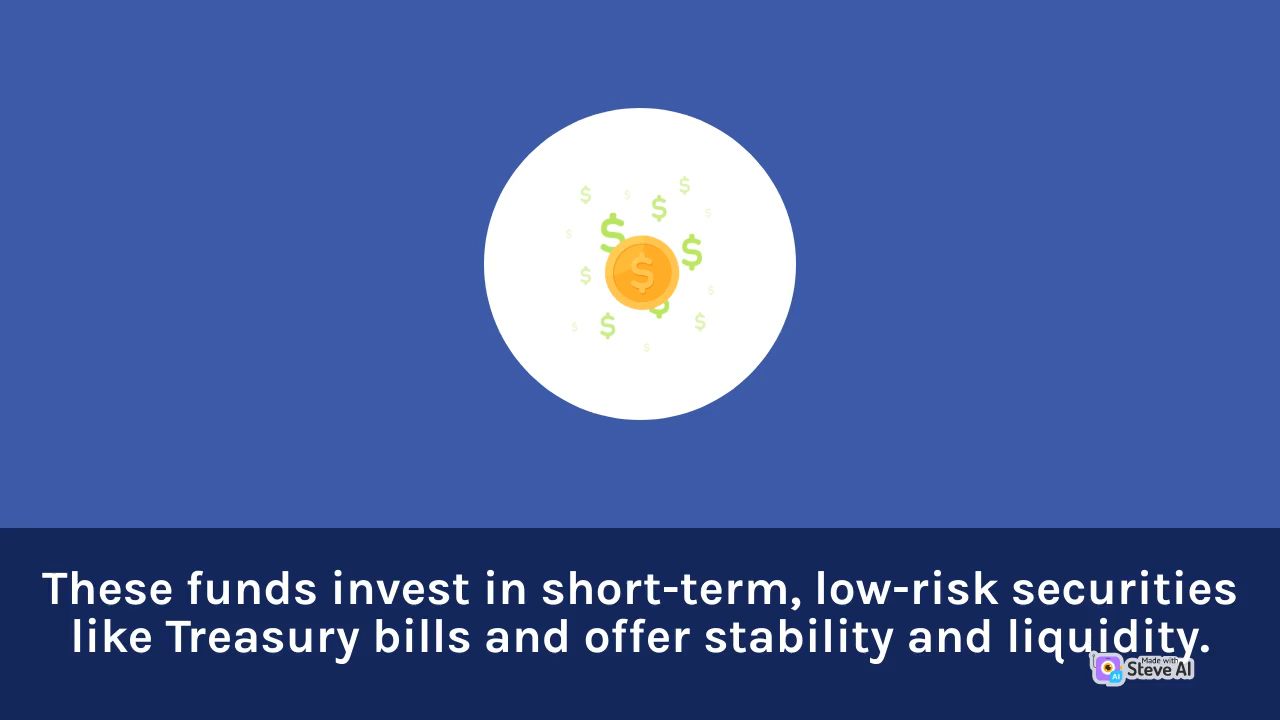 These funds invest in short-term, low-risk securities
like Treasury bills and offer stability and liquidity.
Made with
Steve AI
AI